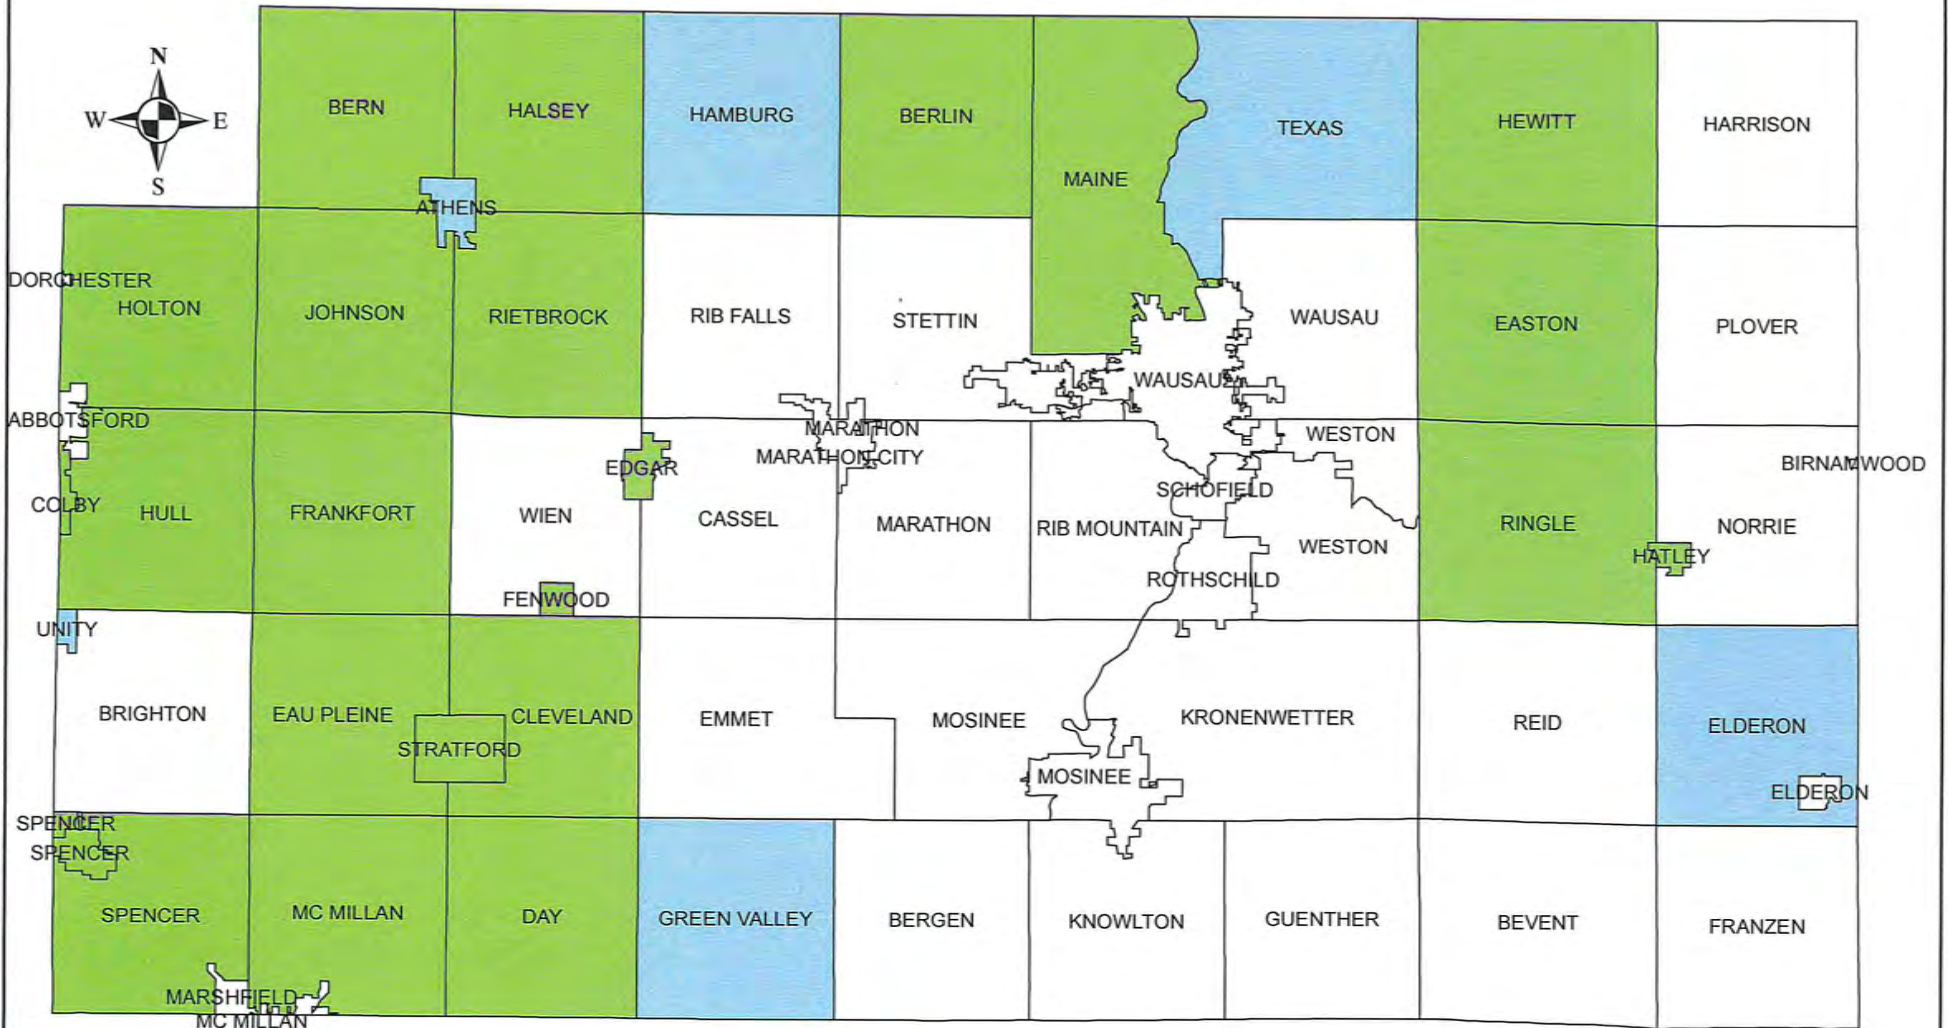 N
W E
S
BERN
HALSEY
HAMBURG
BERLIN
MAINE
TEXAS
HEWITT
HARRISON
ATHENS
DORCHESTER
HOLTON
JOHNSON
RIETBROCK
RIB FALLS
STETTIN
WAUSAU
EASTON
PLOVER
WAUSAU
ABBOTSFORD
MARATHON
MARATHON CITY
WESTON
BIRNAMWOOD
EDGAR
COLBY
HULL
FRANKFORT
WIEN
CASSEL
MARATHON
RIB MOUNTAIN
SCHOFIELD
WESTON
RINGLE
NORRIE
HATLEY
ROTHSCHILD
FENWOOD
UNITY
BRIGHTON
EAU PLEINE
CLEVELAND
STRATFORD
EMMET
MOSINEE
KRONENWETTER
REID
ELDERON
MOSINEE
ELDERON
SPENCER
SPENCER
SPENCER
MC MILLAN
DAY
GREEN VALLEY
BERGEN
KNOWLTON
GUENTHER
BEVENT
FRANZEN
MARSHFIELD
MC MILLAN